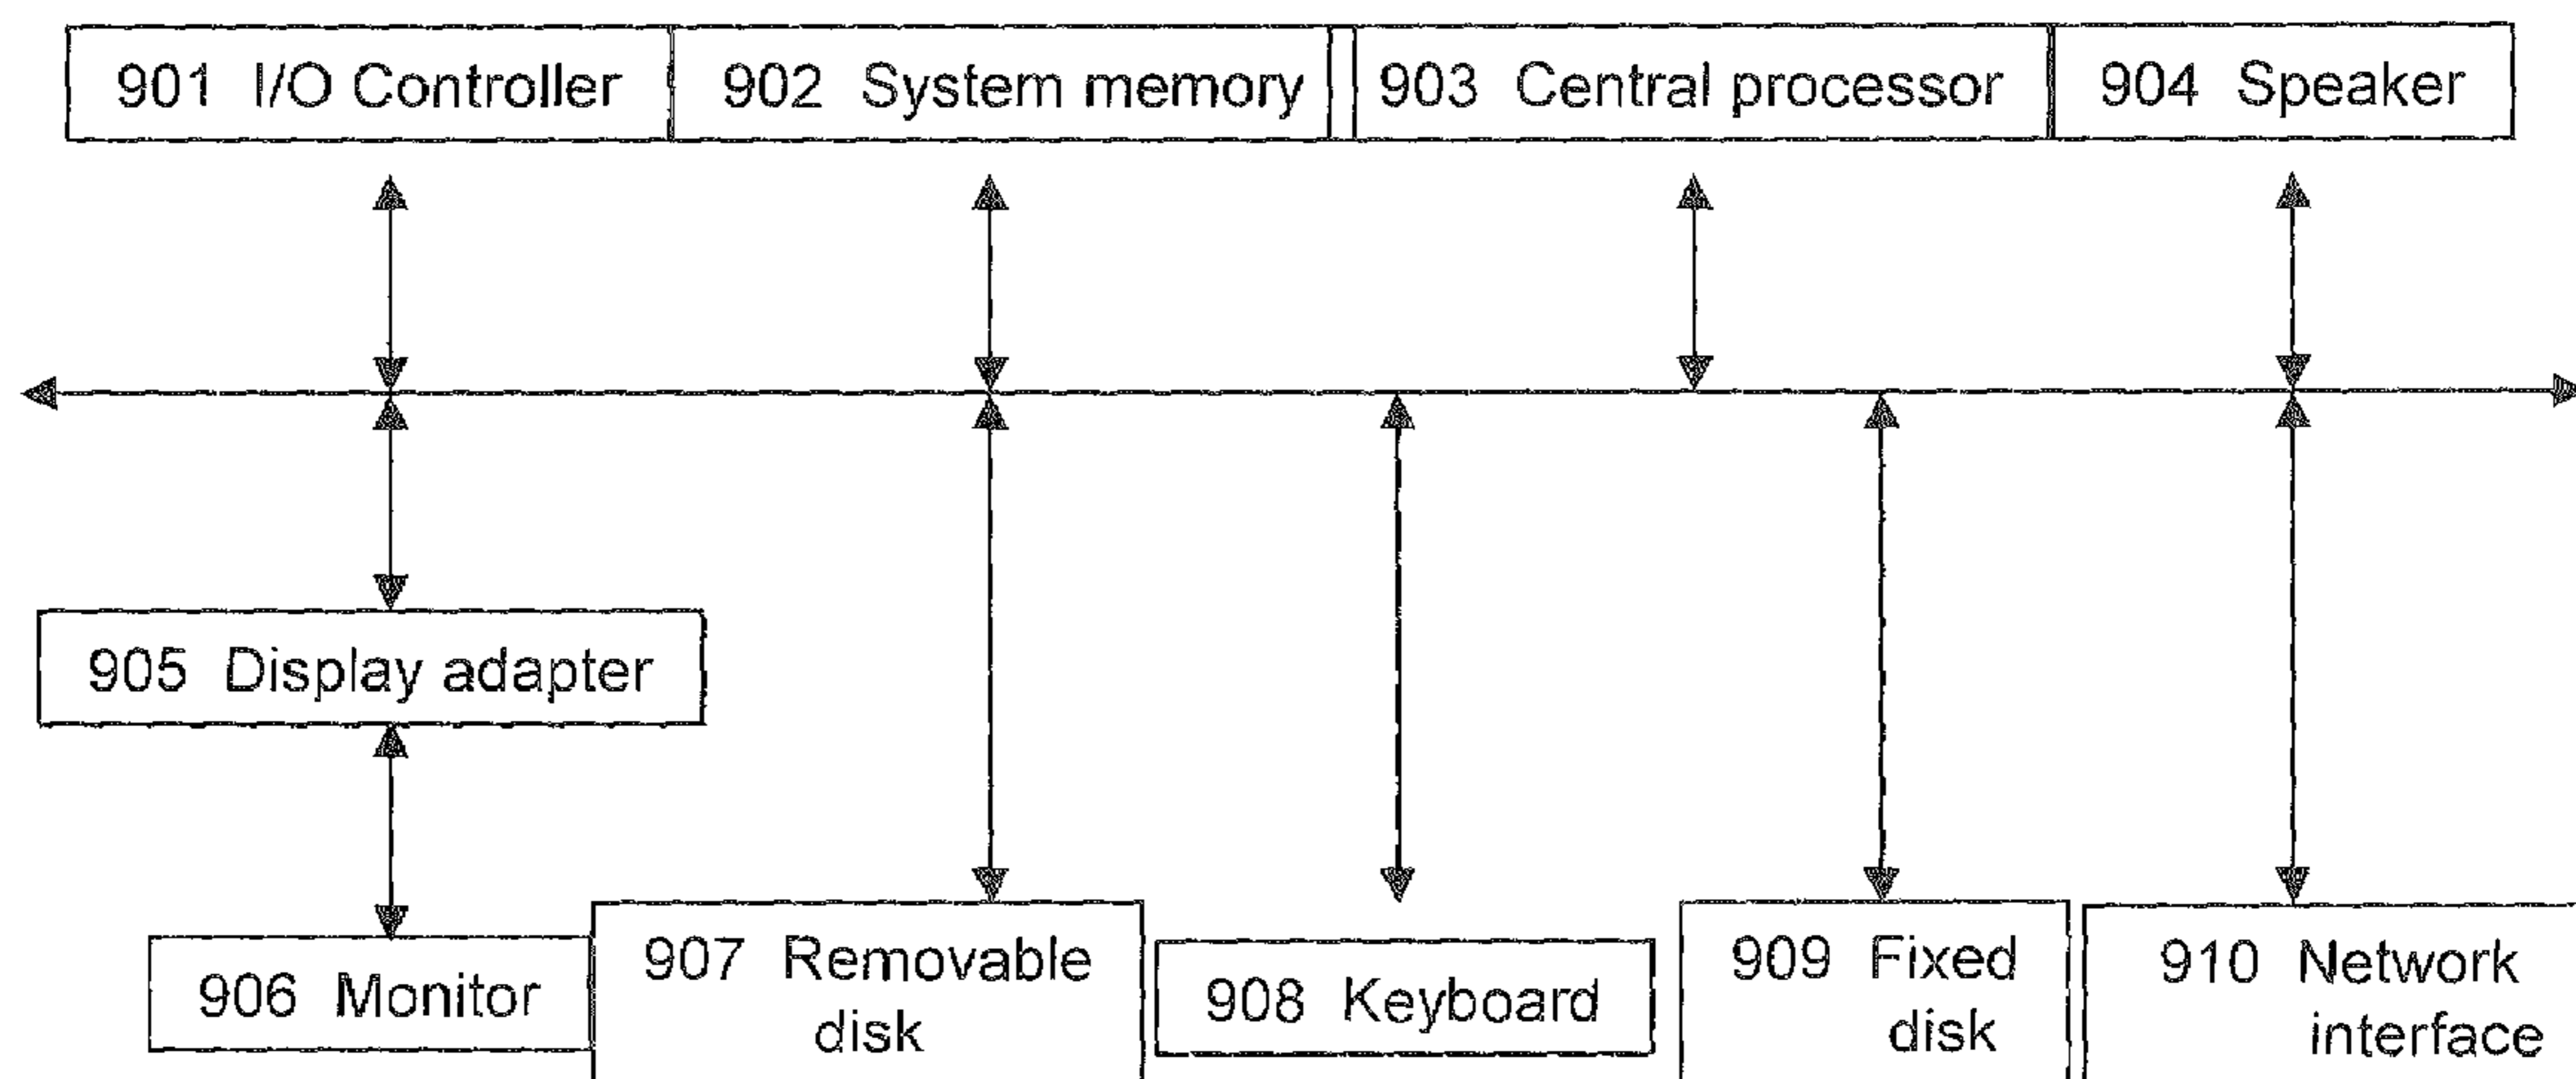 901 I/O Controller
902 System memory
903 Central processor
904 Speaker
905 Display adapter
906 Monitor
907 Removable
disk
908 Keyboard
909 Fixed
disk
910 Network
interface